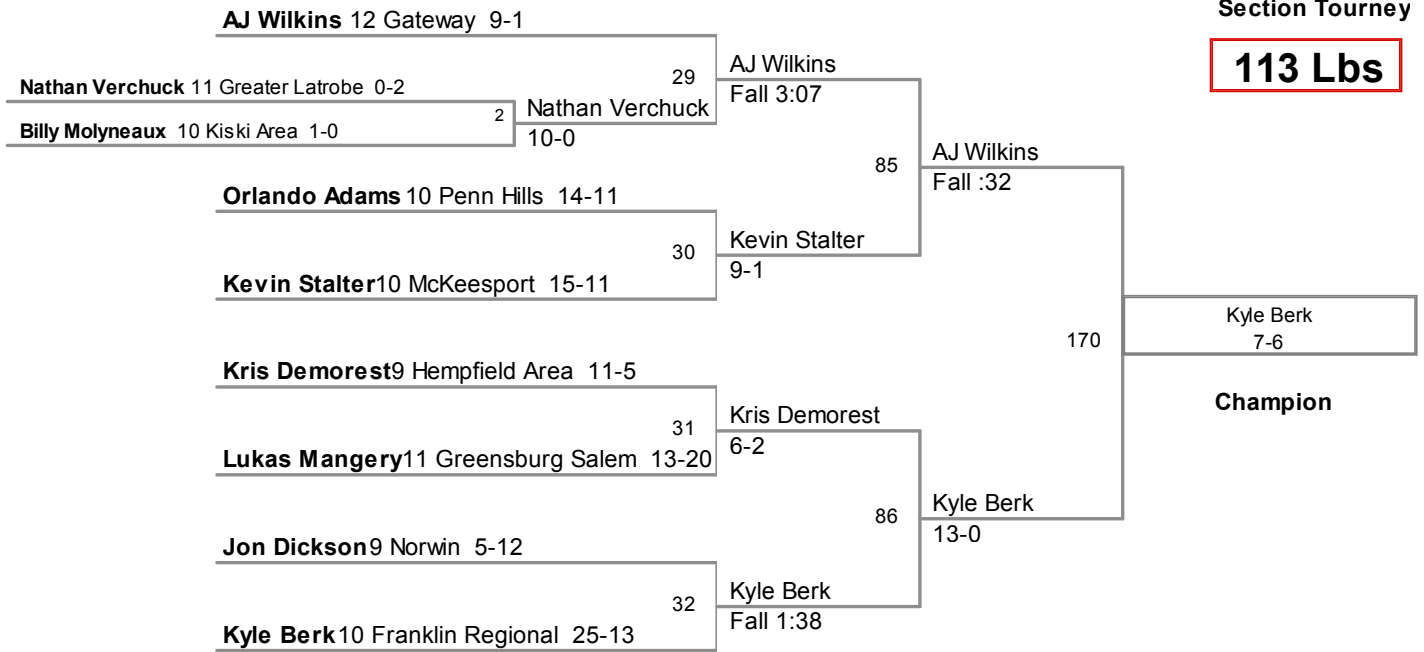 Section Tourney
113 Lbs
AJ Wilkins 12 Gateway 9-1
Nathan Verchuck 11 Greater Latrobe 0-2
2
Billy Molyneaux 10 Kiski Area 1-0
Nathan Verchuck
10-0
29
AJ Wilkins
Fall 3:07
Orlando Adams 10 Penn Hills 14-11
30
Kevin Stalter 10 McKeesport 15-11
Kevin Stalter
9-1
85
AJ Wilkins
Fall :32
Kris Demorest 9 Hempfield Area 11-5
31
Lukas Mangery 11 Greensburg Salem 13-20
Kris Demorest
6-2
Jon Dickson 9 Norwin 5-12
32
Kyle Berk 10 Franklin Regional 25-13
Kyle Berk
Fall 1:38
86
Kyle Berk
13-0
170
Kyle Berk
7-6
Champion